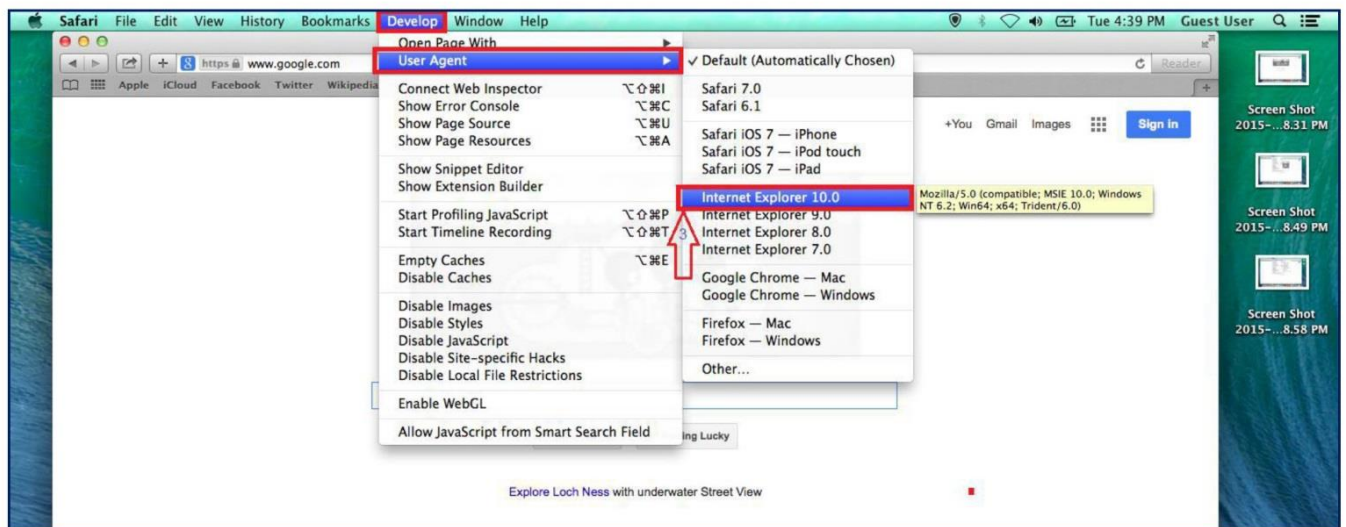 Safari File Edit View History Bookmarks Develop Window Help Tue 4:39 PM Guest User
https www.google.com Reader
Apple iCloud Facebook Twitter Wikipedia
Open Page With
User Agent
Connect Web Inspector ⌥⇧⌘I
Show Error Console ⌥⌘C
Show Page Source ⌥⌘U
Show Page Resources ⌥⌘A
Show Snippet Editor
Show Extension Builder
Start Profiling JavaScript ⌥⇧⌘P
Start Timeline Recording ⌥⇧⌘T
Empty Caches ⌥⌘E
Disable Caches
Disable Images
Disable Styles
Disable JavaScript
Disable Site-specific Hacks
Disable Local File Restrictions
Enable WebGL
Allow JavaScript from Smart Search Field
✓ Default (Automatically Chosen)
Safari 7.0
Safari 6.1
Safari iOS 7 — iPhone
Safari iOS 7 — iPod touch
Safari iOS 7 — iPad
Internet Explorer 10.0
Internet Explorer 9.0
Internet Explorer 8.0
Internet Explorer 7.0
Google Chrome — Mac
Google Chrome — Windows
Firefox — Mac
Firefox — Windows
Other...
3
Mozilla/5.0 (compatible; MSIE 10.0; Windows
NT 6.2; Win64; x64; Trident/6.0)
+You Gmail Images Sign in
ing Lucky
Explore Loch Ness with underwater Street View
Screen Shot
2015-...8.31 PM
Screen Shot
2015-...8.49 PM
Screen Shot
2015-...8.58 PM